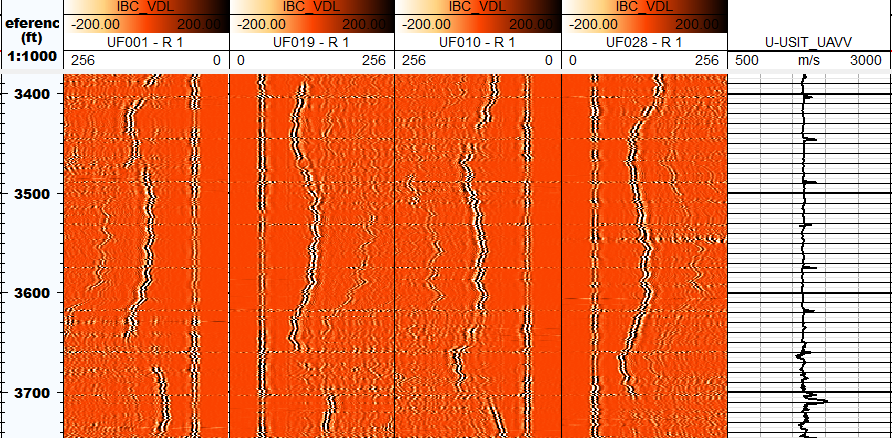 IBC_VDL IBC_VDL IBC_VDL IBC_VDL
-200.00 200.00 -200.00 200.00 -200.00 200.00 -200.00 200.00
eferenc
(ft)
UF001 - R 1 UF019 - R 1 UF010 - R 1 UF028 - R 1 U-USIT_UAVV
1:1000 256 0 0 256 256 0 0 256 500 m/s 3000
3400
3500
3600
3700